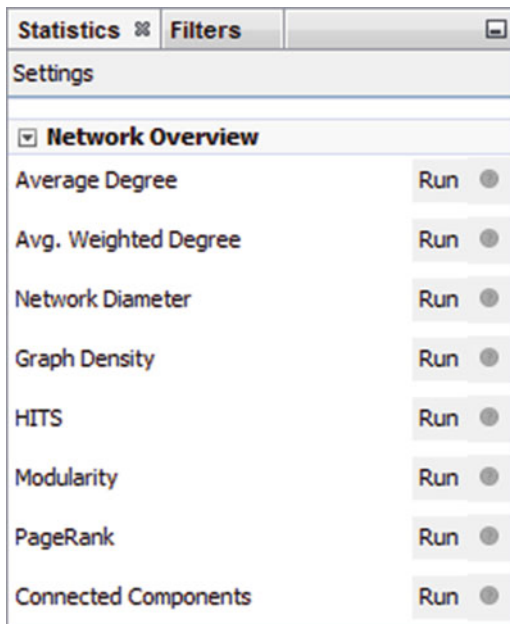 Statistics Filters
Settings
Network Overview
Average Degree Run
Avg. Weighted Degree Run
Network Diameter Run
Graph Density Run
HITS Run
Modularity Run
PageRank Run
Connected Components Run